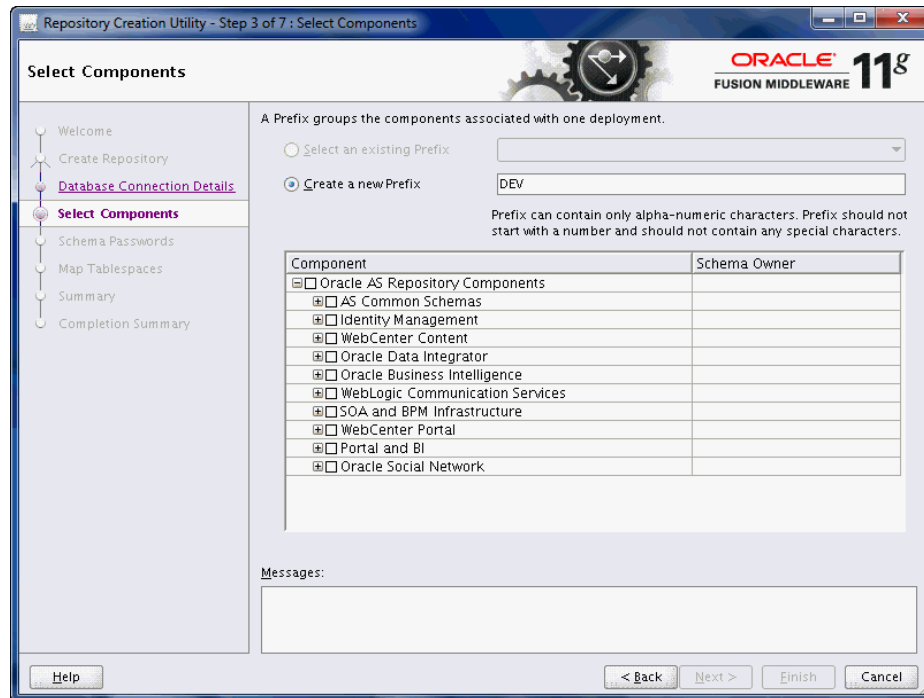 Repository Creation Utility - Step 3 of 7 : Select Components
Select Components
ORACLE 11g
FUSION MIDDLEWARE
Welcome
Create Repository
Database Connection Details
Select Components
Schema Passwords
Map Tablespaces
Summary
Completion Summary
A Prefix groups the components associated with one deployment.
Select an existing Prefix
Create a new Prefix DEV
Prefix can contain only alpha-numeric characters. Prefix should not
start with a number and should not contain any special characters.
Component Schema Owner
Oracle AS Repository Components
AS Common Schemas
Identity Management
WebCenter Content
Oracle Data Integrator
Oracle Business Intelligence
WebLogic Communication Services
SOA and BPM Infrastructure
WebCenter Portal
Portal and BI
Oracle Social Network
Messages:
Help < Back Next > Finish Cancel